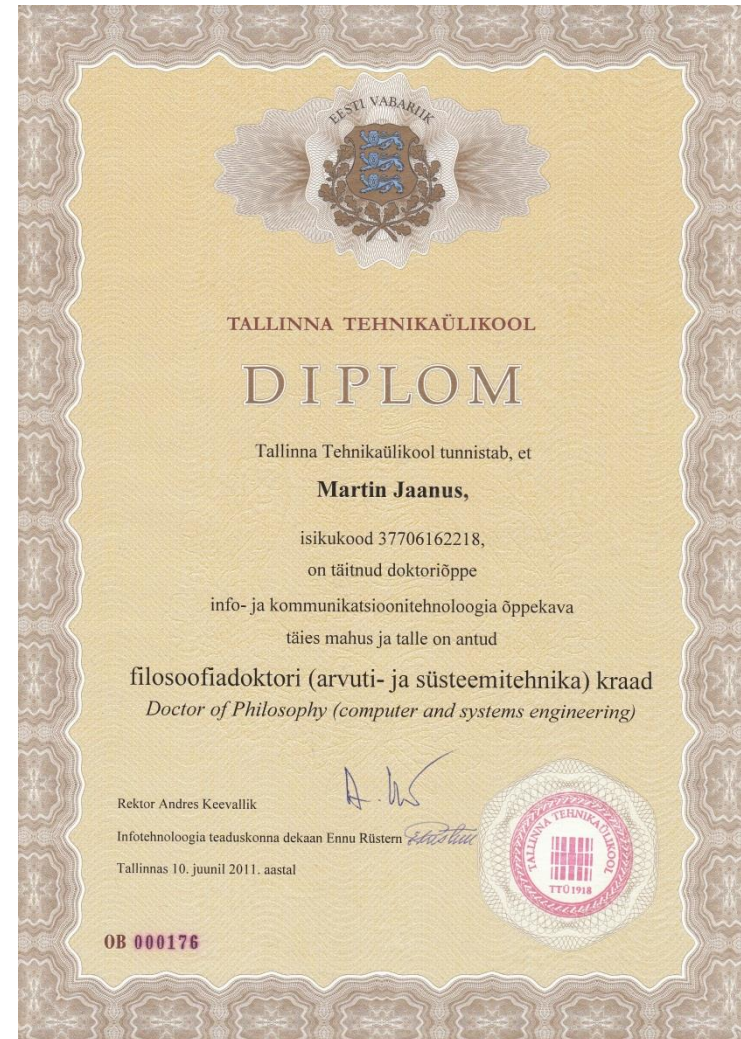 EESTI VABARIIK
TALLINNA TEHNIKAÜLIKOOL
DIPLOM
Tallinna Tehnikaülikool tunnistab, et
Martin Jaanus,
isikukood 37706162218,
on täitnud doktoriõppe
info- ja kommunikatsioonitehnoloogia õppekava
täies mahus ja talle on antud
filosoofiadoktori (arvuti- ja süsteemitehnika) kraad
Doctor of Philosophy (computer and systems engineering)
Rektor Andres Keevallik
Infotehnoloogia teaduskonna dekaan Ennu Rüstern
Tallinnas 10. juunil 2011. aastal
TALLINNA TEHNIKAÜLIKOOL
TTÜ 1918
OB 000176